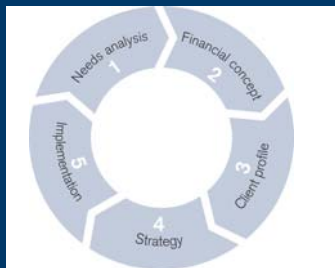 Needs analysis
1
Financial concept
2
Client profile
3
4
Strategy
Implementation
5